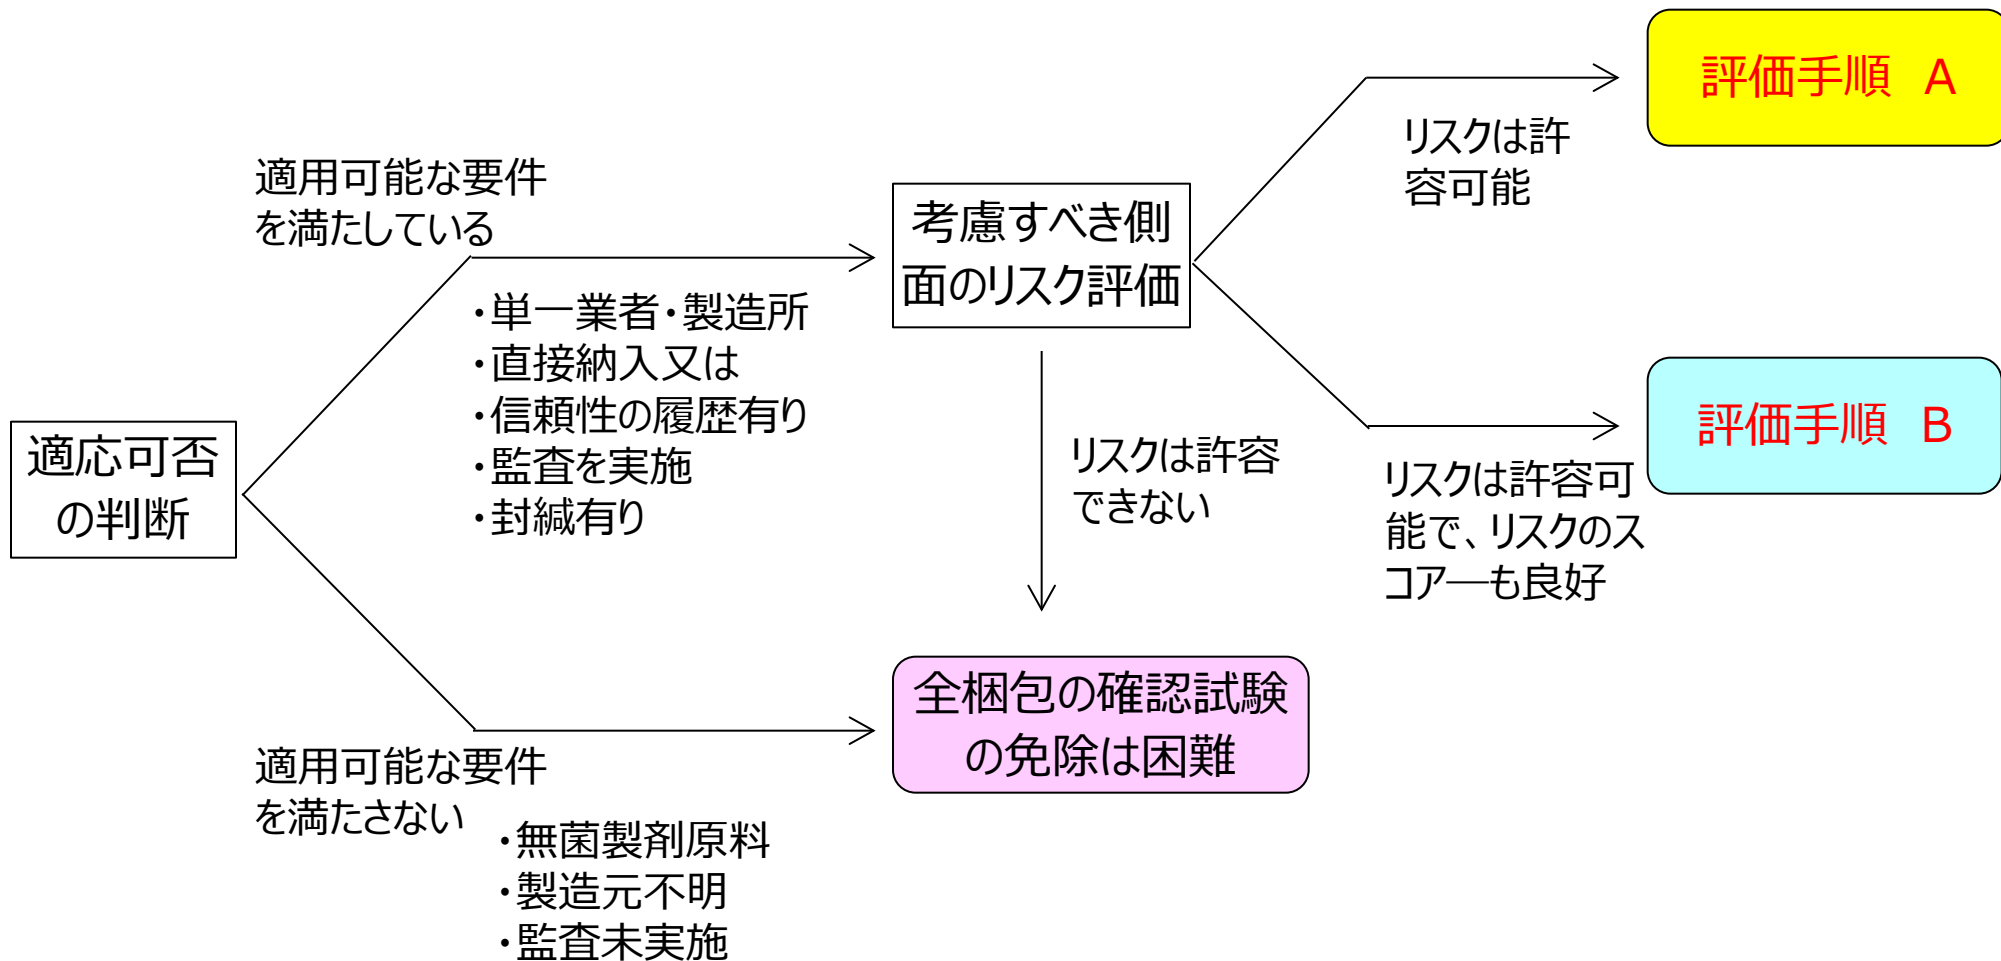 評価手順　A
リスクは許
容可能
適用可能な要件
を満たしている
考慮すべき側
面のリスク評価
・単一業者・製造所
・直接納入又は
・信頼性の履歴有り
・監査を実施
・封緘有り
適応可否
の判断
リスクは許容
できない
評価手順　B
リスクは許容可
能で、リスクのス
コア―も良好
全梱包の確認試験
の免除は困難
適用可能な要件
を満たさない
・無菌製剤原料
・製造元不明
・監査未実施